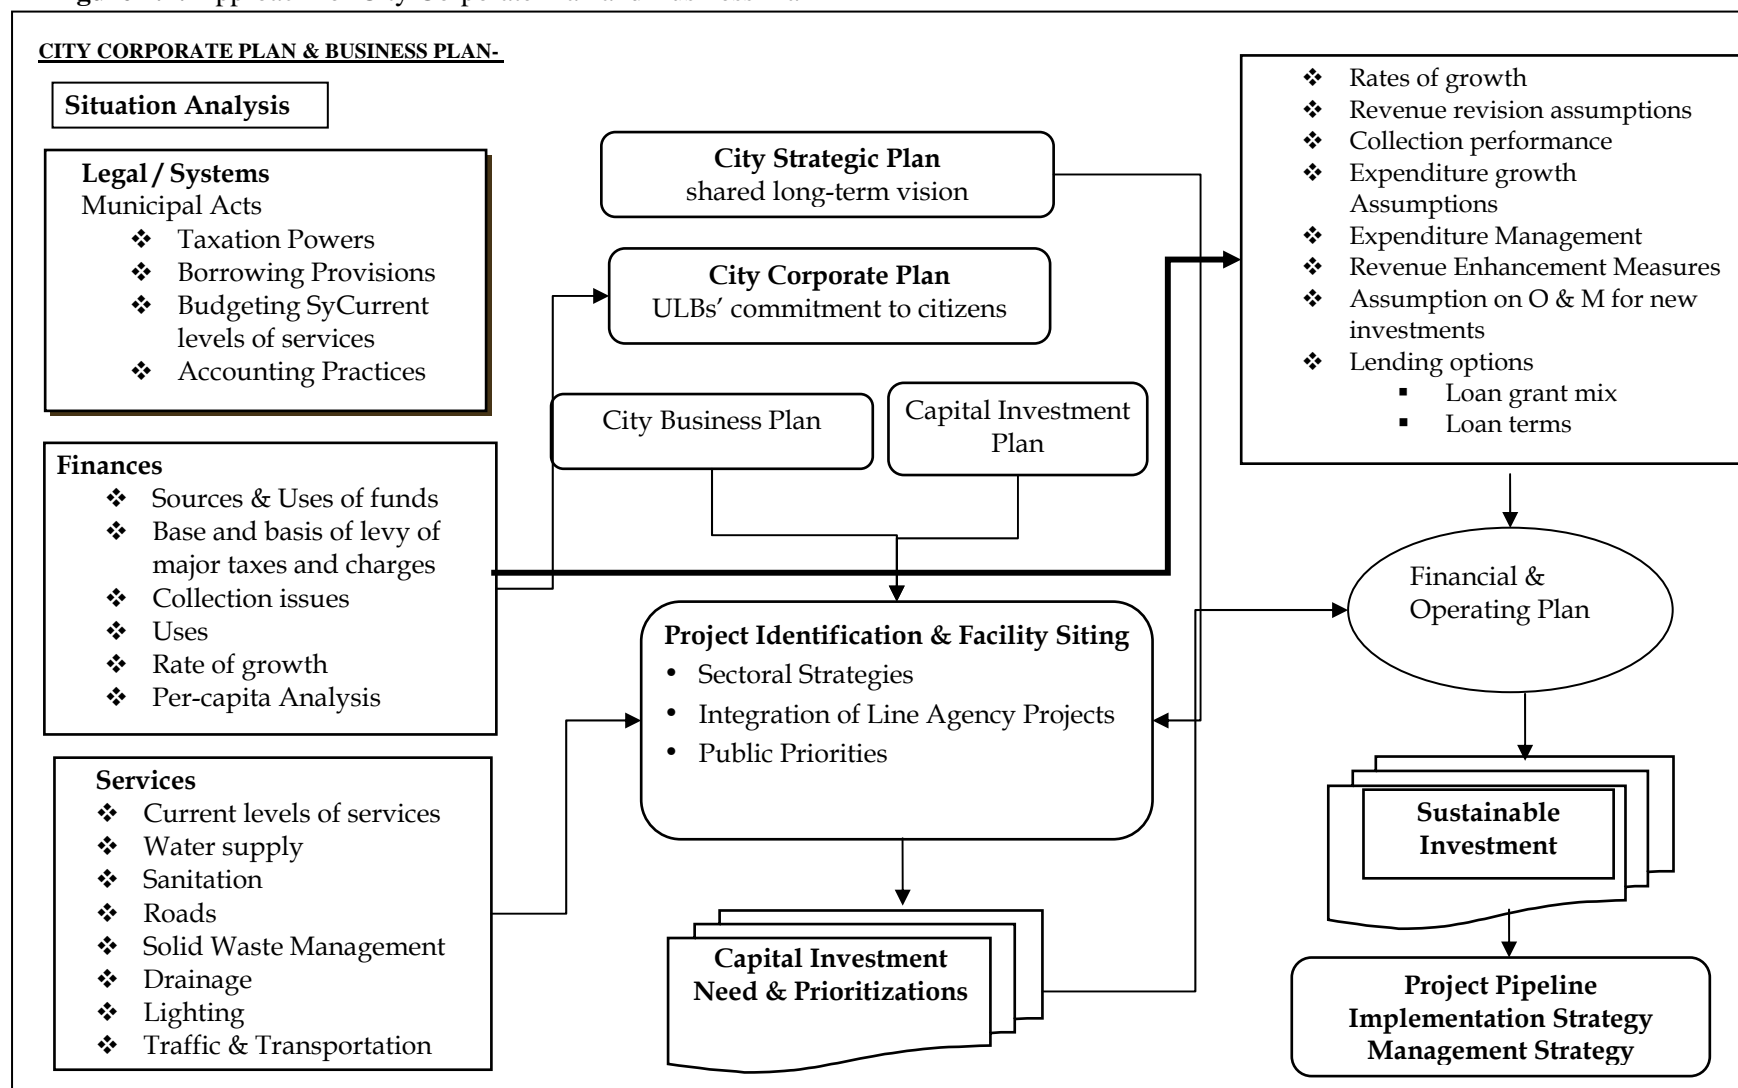 CITY CORPORATE PLAN & BUSINESS PLAN-
Situation Analysis
Legal / Systems
Municipal Acts
❖ Taxation Powers
❖ Borrowing Provisions
❖ Budgeting SyCurrent
levels of services
❖ Accounting Practices
Finances
❖ Sources & Uses of funds
❖ Base and basis of levy of
major taxes and charges
❖ Collection issues
❖ Uses
❖ Rate of growth
❖ Per-capita Analysis
Services
❖ Current levels of services
❖ Water supply
❖ Sanitation
❖ Roads
❖ Solid Waste Management
❖ Drainage
❖ Lighting
❖ Traffic & Transportation
City Strategic Plan
shared long-term vision
City Corporate Plan
ULBs’ commitment to citizens
City Business Plan
Capital Investment
Plan
Project Identification & Facility Siting
• Sectoral Strategies
• Integration of Line Agency Projects
• Public Priorities
Capital Investment
Need & Prioritizations
❖ Rates of growth
❖ Revenue revision assumptions
❖ Collection performance
❖ Expenditure growth
Assumptions
❖ Expenditure Management
❖ Revenue Enhancement Measures
❖ Assumption on O & M for new
investments
❖ Lending options
▪ Loan grant mix
▪ Loan terms
Financial &
Operating Plan
Sustainable
Investment
Project Pipeline
Implementation Strategy
Management Strategy